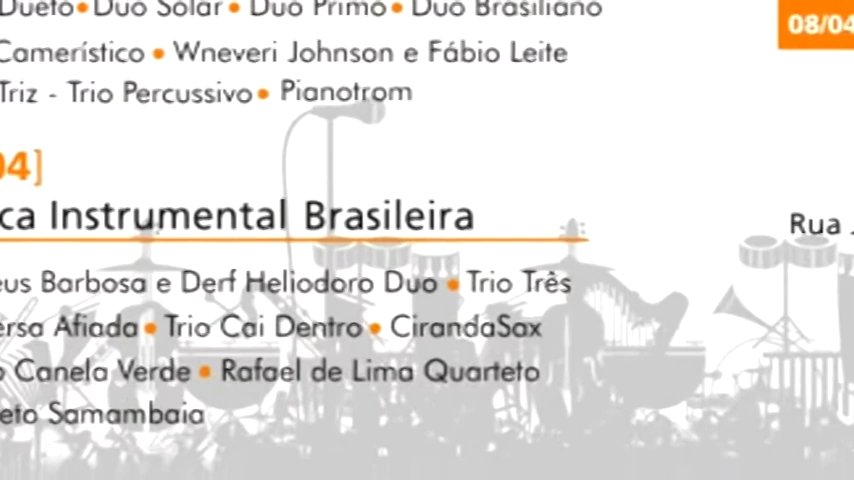 Dueto • Duo Solar • Duo Primo • Duo Brasiliano
08/04
Camerístico • Wneveri Johnson e Fábio Leite
Triz - Trio Percussivo • Pianotrom
04]
ca Instrumental Brasileira
Rua
eus Barbosa e Derf Heliodoro Duo • Trio Três
ersa Afiada • Trio Cai Dentro • CirandaSax
o Canela Verde • Rafael de Lima Quarteto
eto Samambaia